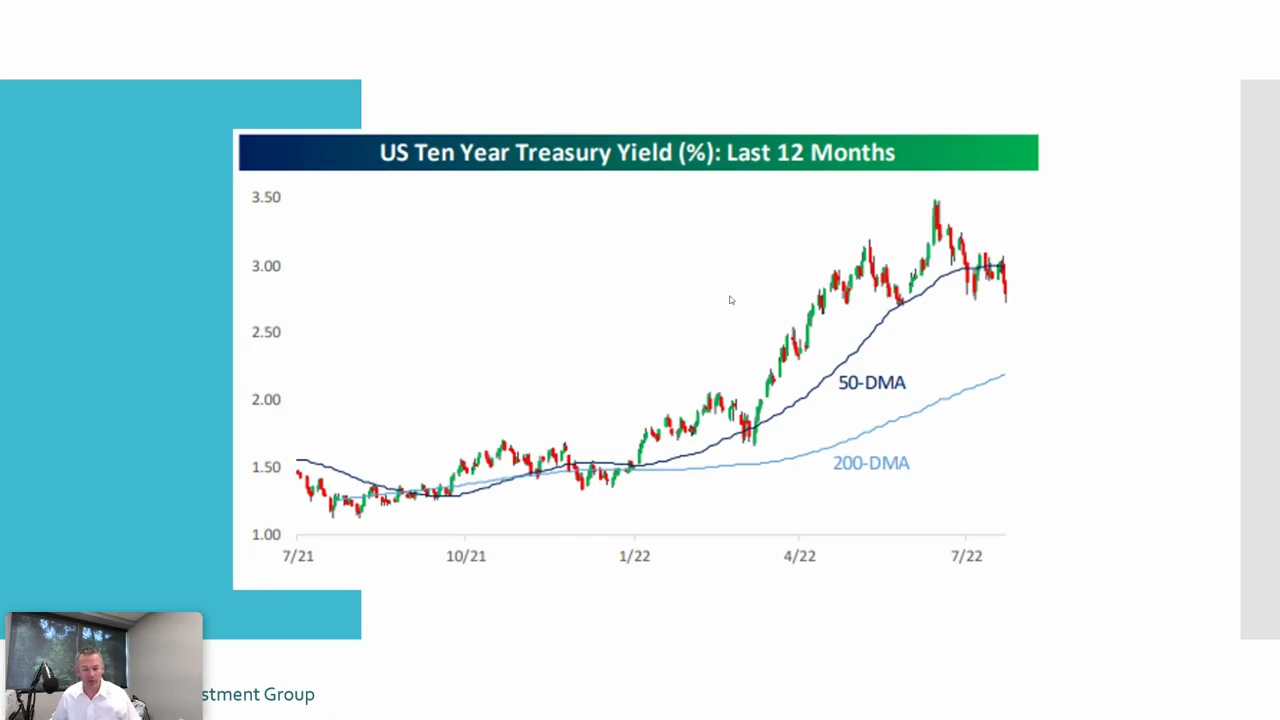 US Ten Year Treasury Yield (%): Last 12 Months
3.50
3.00
2.50
2.00
1.50
1.00
50-DMA
200-DMA
7/21 10/21 1/22 4/22 7/22
stment Group